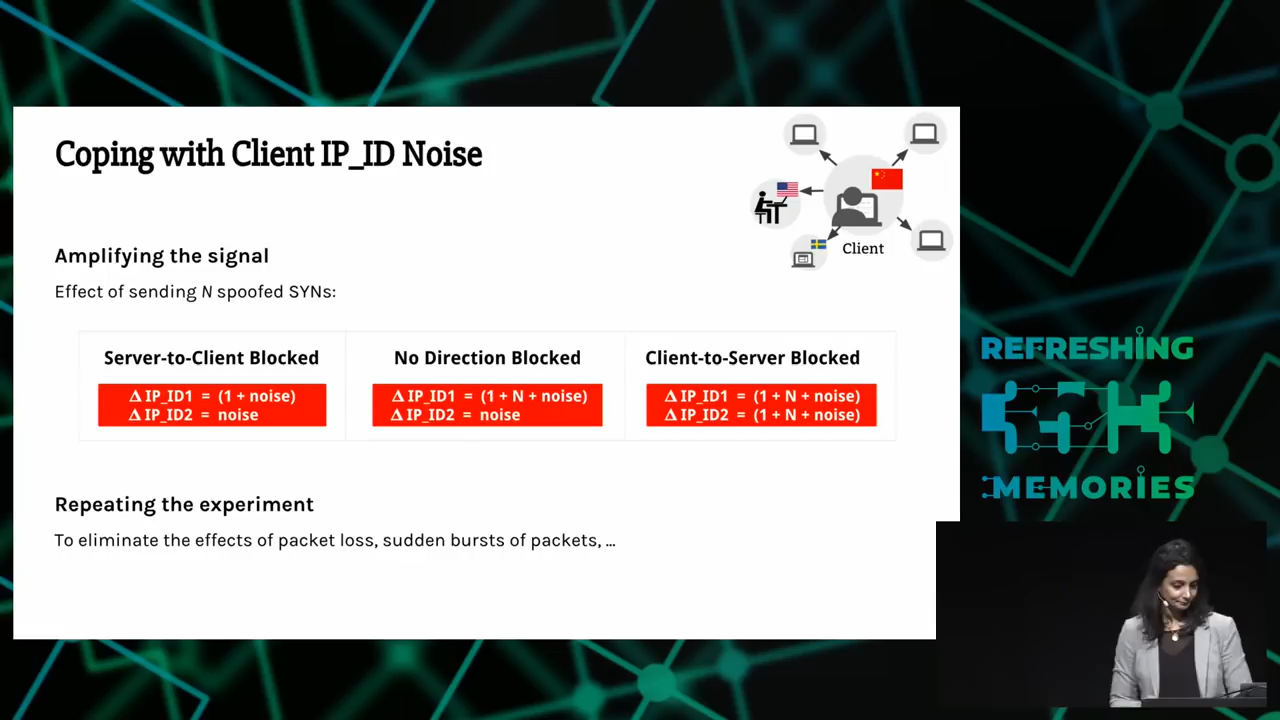 Coping with Client IP_ID Noise
Client
Amplifying the signal
Effect of sending N spoofed SYNs:
Server-to-Client Blocked
Δ IP_ID1 = (1 + noise)
Δ IP_ID2 = noise
No Direction Blocked
Δ IP_ID1 = (1 + N + noise)
Δ IP_ID2 = noise
Client-to-Server Blocked
Δ IP_ID1 = (1 + N + noise)
Δ IP_ID2 = (1 + N + noise)
Repeating the experiment
To eliminate the effects of packet loss, sudden bursts of packets, ...
REFRESHING
MEMORIES